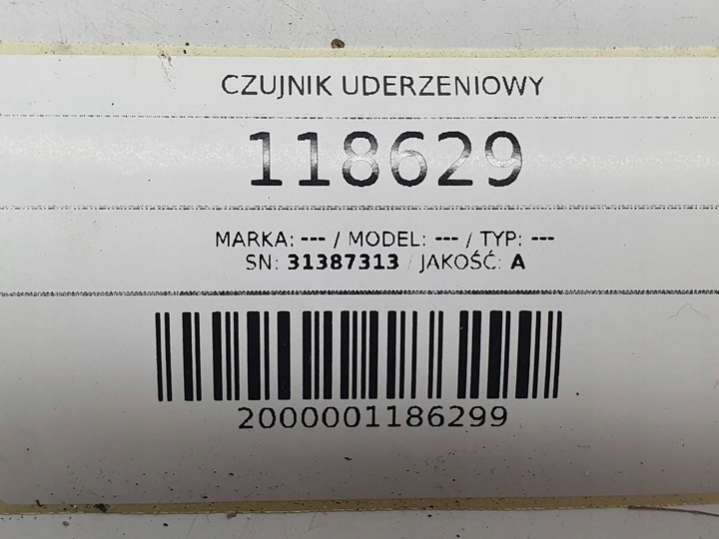 CZUJNIK UDERZENIOWY
118629
MARKA: --- / MODEL: --- / TYP: ---
SN: 31387313 / JAKOŚĆ: A
2000001186299